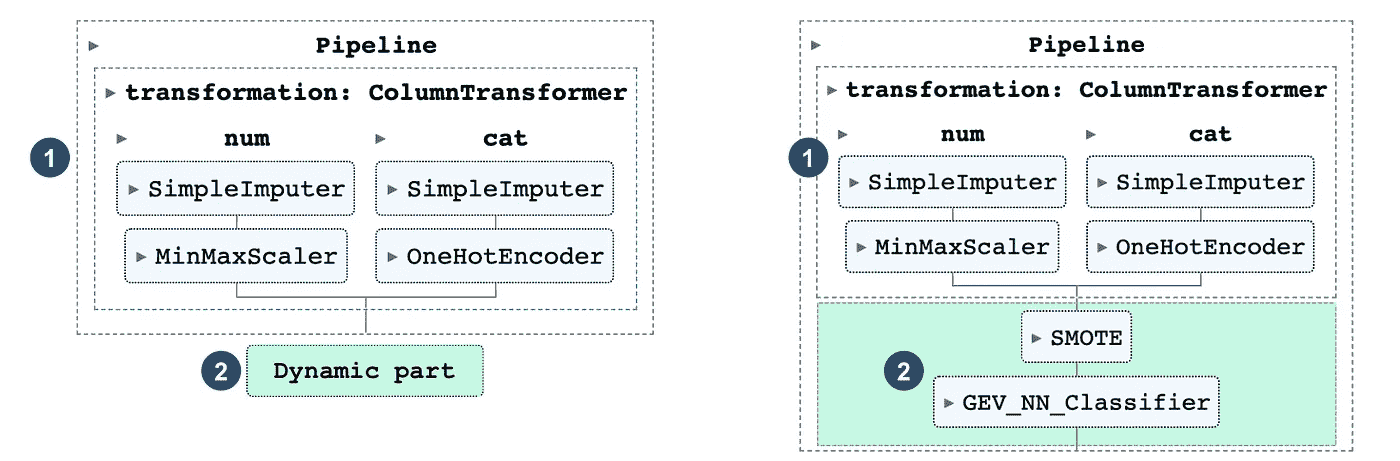 Pipeline
transformation: ColumnTransformer
1
num cat
SimpleImputer SimpleImputer
MinMaxScaler OneHotEncoder
2 Dynamic part
Pipeline
transformation: ColumnTransformer
num cat
1
SimpleImputer SimpleImputer
MinMaxScaler OneHotEncoder
SMOTE
2
GEV_NN_Classifier